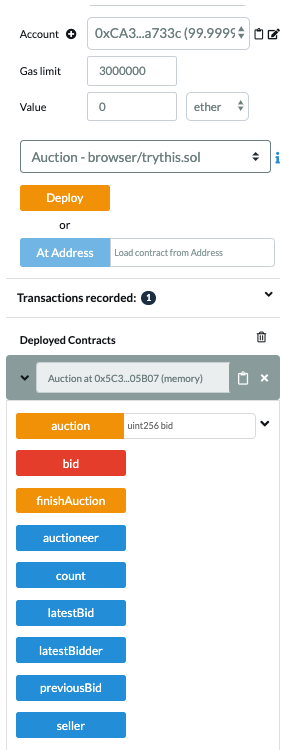 Account
0xCA3...a733c (99.9999
Gas limit
3000000
Value
0
ether
Auction - browser/trythis.sol
i
Deploy
or
At Address
Load contract from Address
Transactions recorded: 1
Deployed Contracts
Auction at 0x5C3...05B07 (memory)
auction
uint256 bid
bid
finishAuction
auctioneer
count
latestBid
latestBidder
previousBid
seller